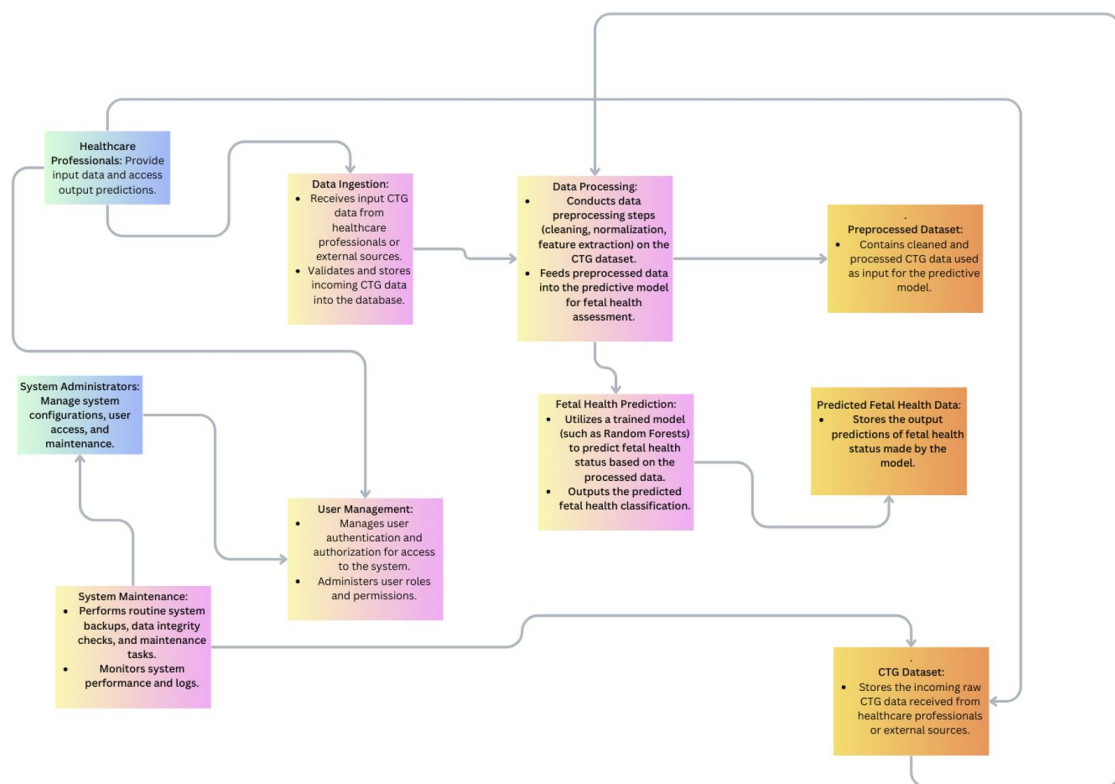 Healthcare
Professionals: Provide
input data and access
output predictions.
Data Ingestion:
• Receives input CTG
data from
healthcare
professionals or
external sources.
• Validates and stores
incoming CTG data
into the database.
Data Processing:
• Conducts data
preprocessing steps
(cleaning, normalization,
feature extraction) on
the CTG dataset.
• Feeds preprocessed data
into the predictive model
for fetal health
assessment.
.
Preprocessed Dataset:
• Contains cleaned and
processed CTG data used
as input for the predictive
model.
System Administrators:
Manage system
configurations, user
access, and
maintenance.
Fetal Health Prediction:
• Utilizes a trained model
(such as Random Forests)
to predict fetal health
status based on the
processed data.
• Outputs the predicted
fetal health classification.
Predicted Fetal Health Data:
• Stores the output
predictions of fetal health
status made by the
model.
User Management:
• Manages user
authentication and
authorization for access
to the system.
• Administers user roles
and permissions.
System Maintenance:
• Performs routine system
backups, data integrity
checks, and maintenance
tasks.
• Monitors system
performance and logs.
.
CTG Dataset:
• Stores the incoming raw
CTG data received from
healthcare professionals
or external sources.